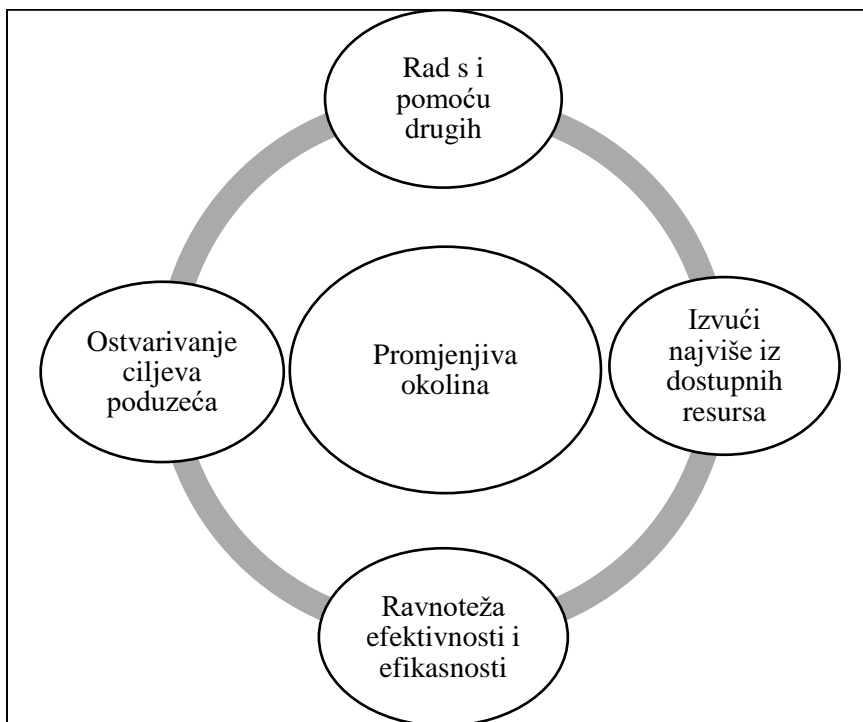 Rad s i
pomoću
drugih
Ostvarivanje
ciljeva
poduzeća
Promjenjiva
okolina
Izvući
najviše iz
dostupnih
resursa
Ravnoteža
efektivnosti i
efikasnosti